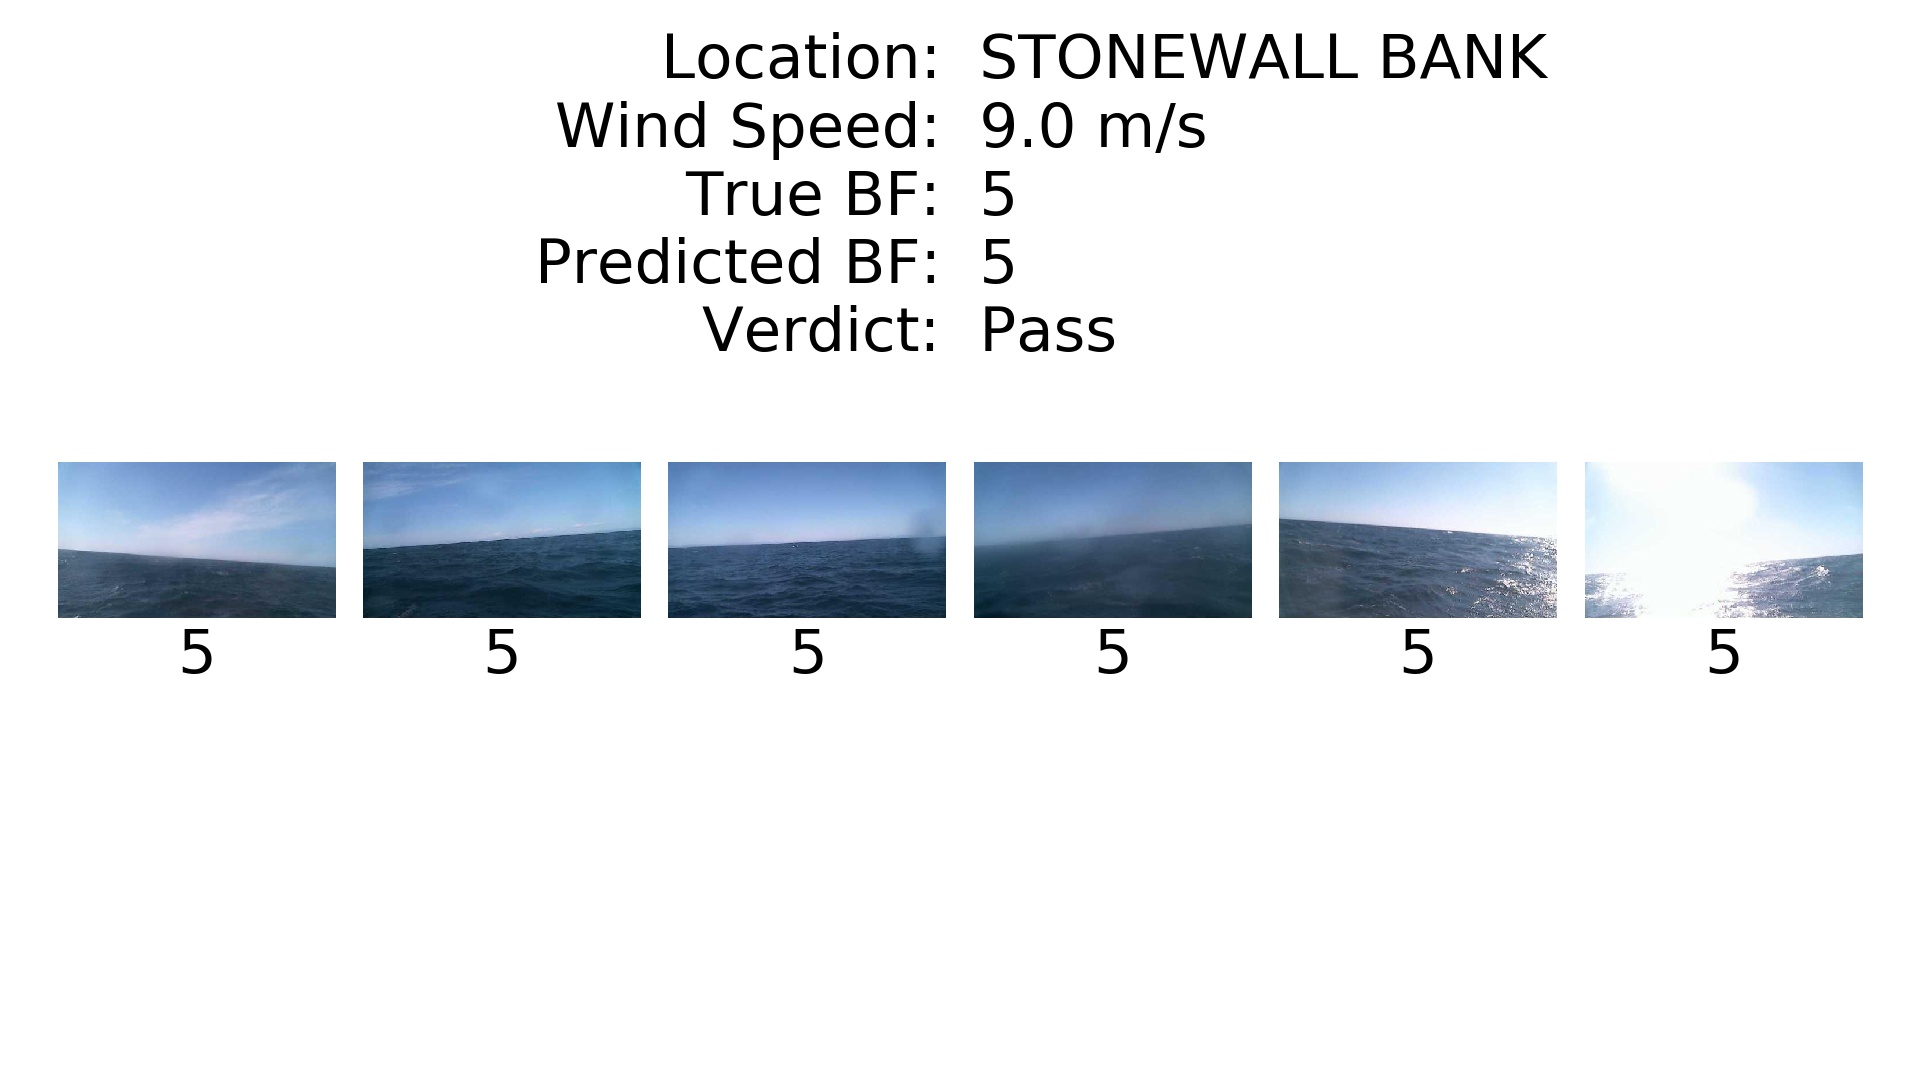 Location: STONEWALL BANK
Wind Speed: 9.0 m/s
True BF: 5
Predicted BF: 5
Verdict: Pass
5 5 5 5 5 5